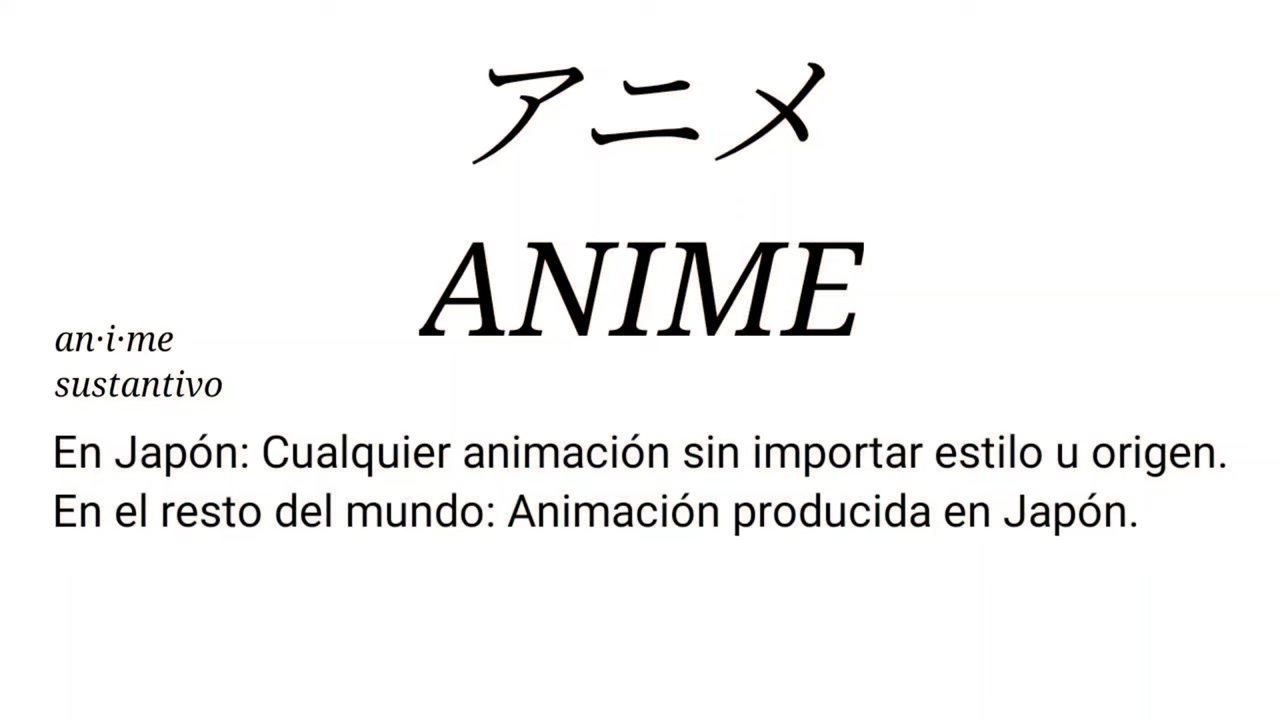 アニメ
ANIME
an·i·me
sustantivo
En Japón: Cualquier animación sin importar estilo u origen.
En el resto del mundo: Animación producida en Japón.